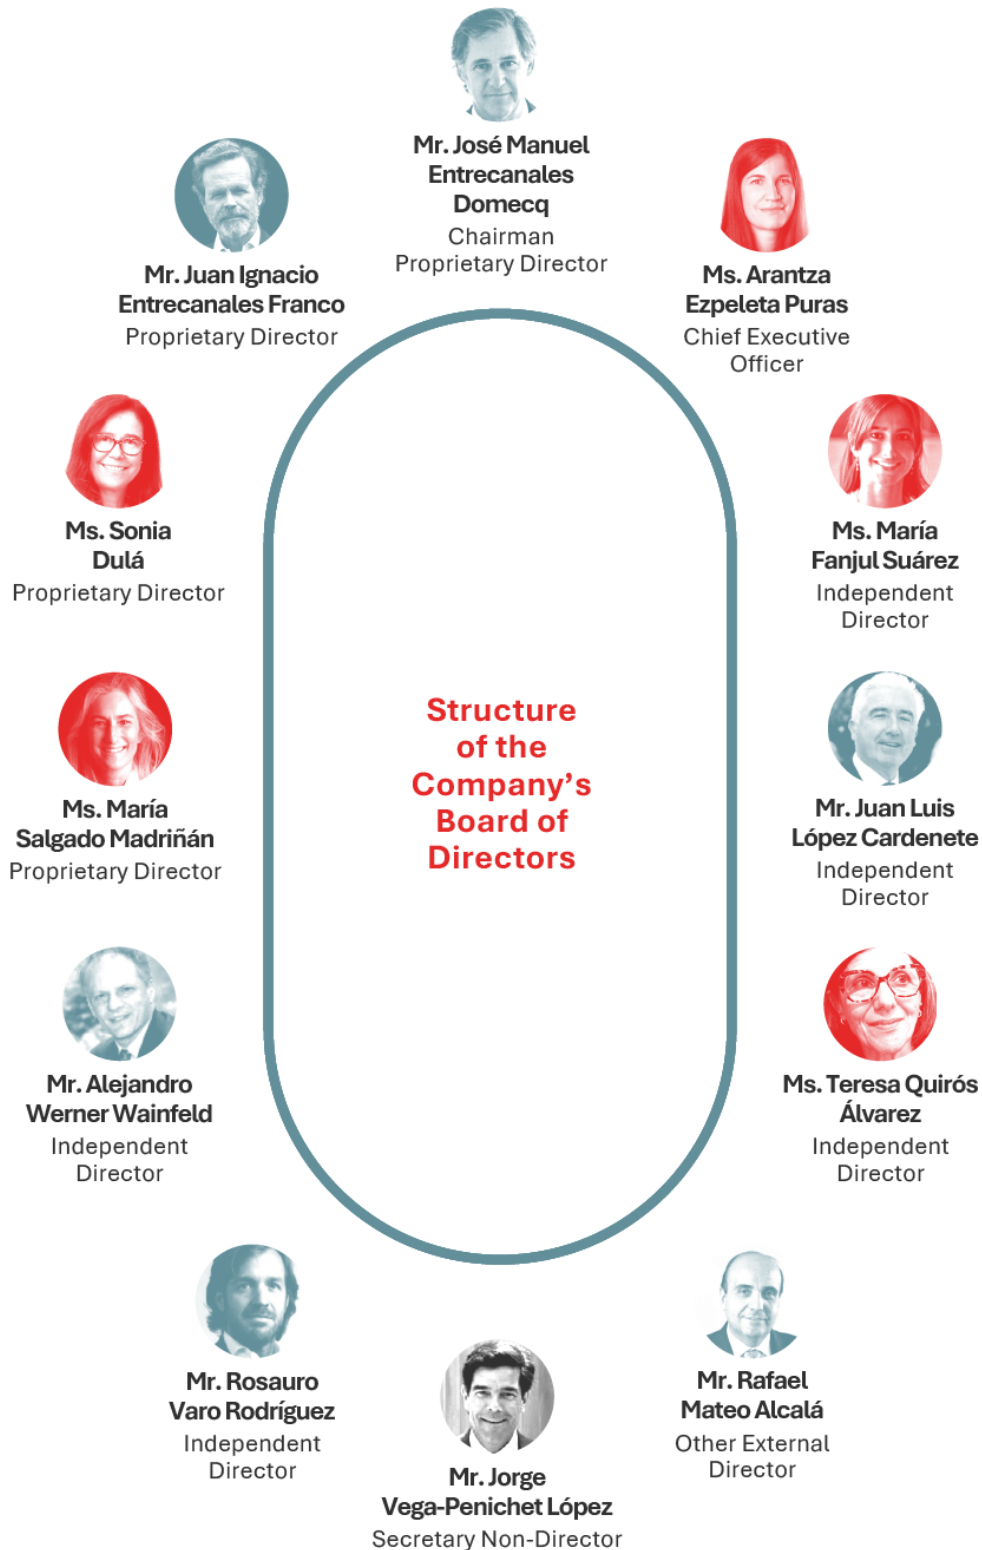 Mr. José Manuel
Entrecanales
Domecq
Chairman
Proprietary Director
Mr. Juan Ignacio
Entrecanales Franco
Proprietary Director
Ms. Arantza
Ezpeleta Puras
Chief Executive
Officer
Ms. Sonia
Dulá
Proprietary Director
Ms. María
Fanjul Suárez
Independent
Director
Structure
of the
Company’s
Board of
Directors
Ms. María
Salgado Madriñán
Proprietary Director
Mr. Juan Luis
López Cardenete
Independent
Director
Mr. Alejandro
Werner Wainfeld
Independent
Director
Ms. Teresa Quirós
Álvarez
Independent
Director
Mr. Rosauro
Varo Rodríguez
Independent
Director
Mr. Rafael
Mateo Alcalá
Other External
Director
Mr. Jorge
Vega-Penichet López
Secretary Non-Director